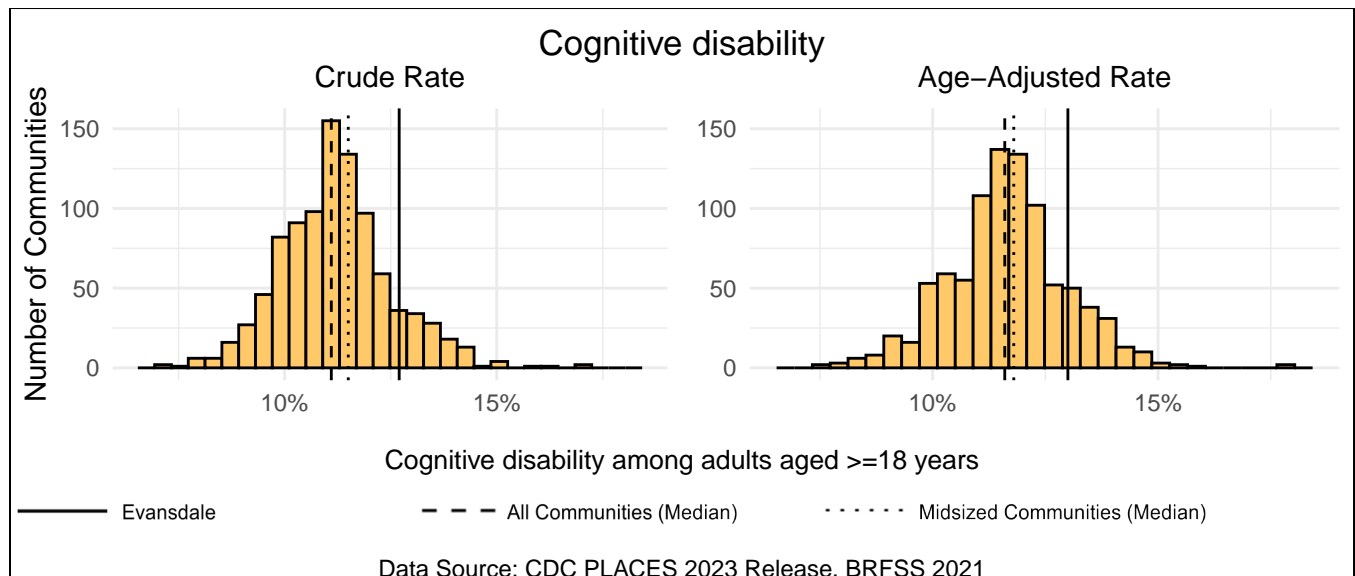 Cognitive disability
Crude Rate
Age−Adjusted Rate
Number of Communities
150
100
50
0
10%
15%
150
100
50
0
10%
15%
Cognitive disability among adults aged >=18 years
Evansdale
All Communities (Median)
Midsized Communities (Median)
Data Source: CDC PLACES 2023 Release, BRFSS 2021